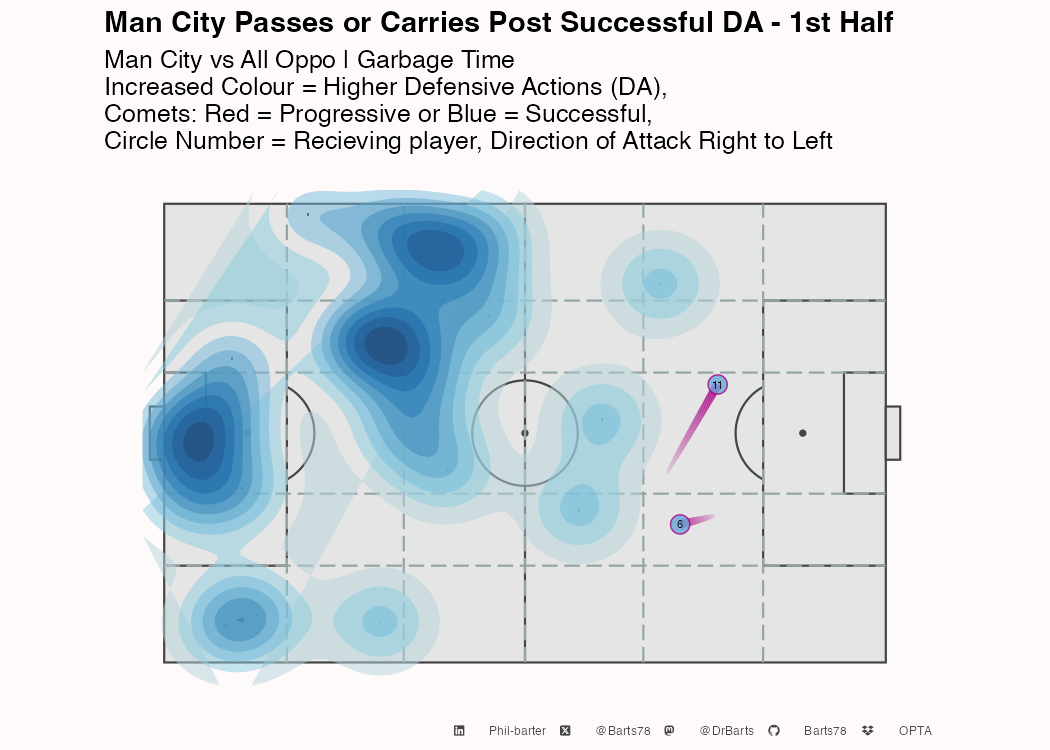 Man City Passes or Carries Post Successful DA - 1st Half
Man City vs All Oppo | Garbage Time
Increased Colour = Higher Defensive Actions (DA),
Comets: Red = Progressive or Blue = Successful,
Circle Number = Recieving player, Direction of Attack Right to Left
11
6
Phil-barter @Barts78 @DrBarts Barts78 OPTA